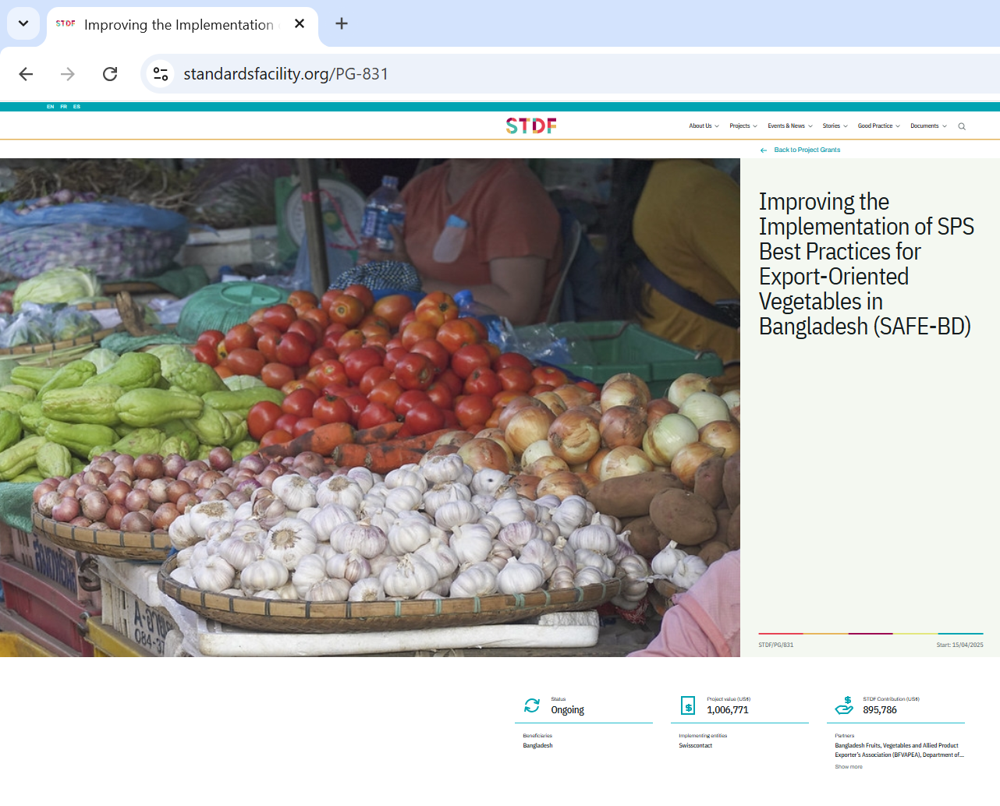 STDF Improving the Implementation
standardsfacility.org/PG-831
EN FR ES
STDF
About Us Projects Events & News Stories Good Practice Documents
Back to Project Grants
Improving the
Implementation of SPS
Best Practices for
Export-Oriented
Vegetables in
Bangladesh (SAFE-BD)
084-37
STDF/PG/831 Start: 15/04/2025
Status
Ongoing
Project value (US$)
1,006,771
STDF Contribution (US$)
895,786
Beneficiaries
Bangladesh
Implementing entities
Swisscontact
Partners
Bangladesh Fruits, Vegetables and Allied Product
Exporter's Association (BFVAPEA), Department of...
Show more